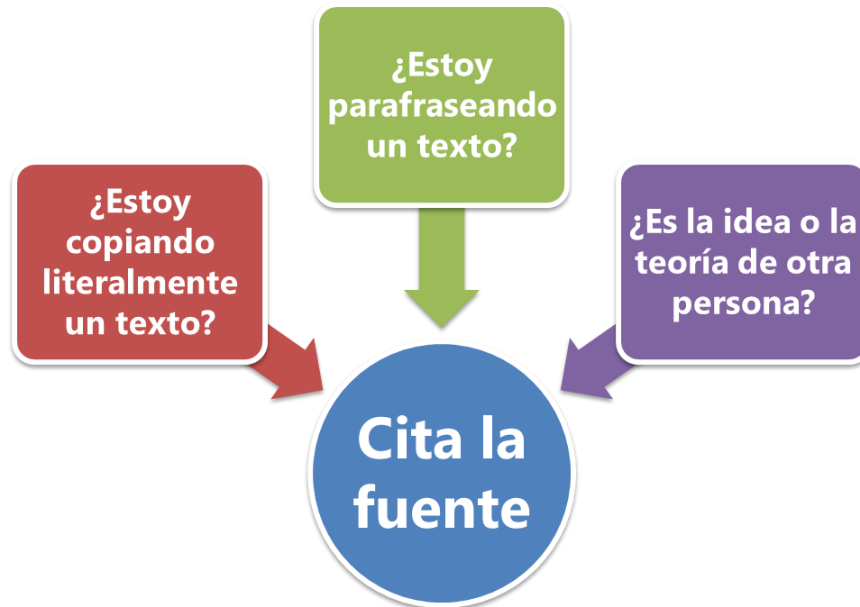 ¿Estoy
parafraseando
un texto?
¿Estoy
copiando
literalmente
un texto?
¿Es la idea o la
teoría de otra
persona?
Cita la
fuente